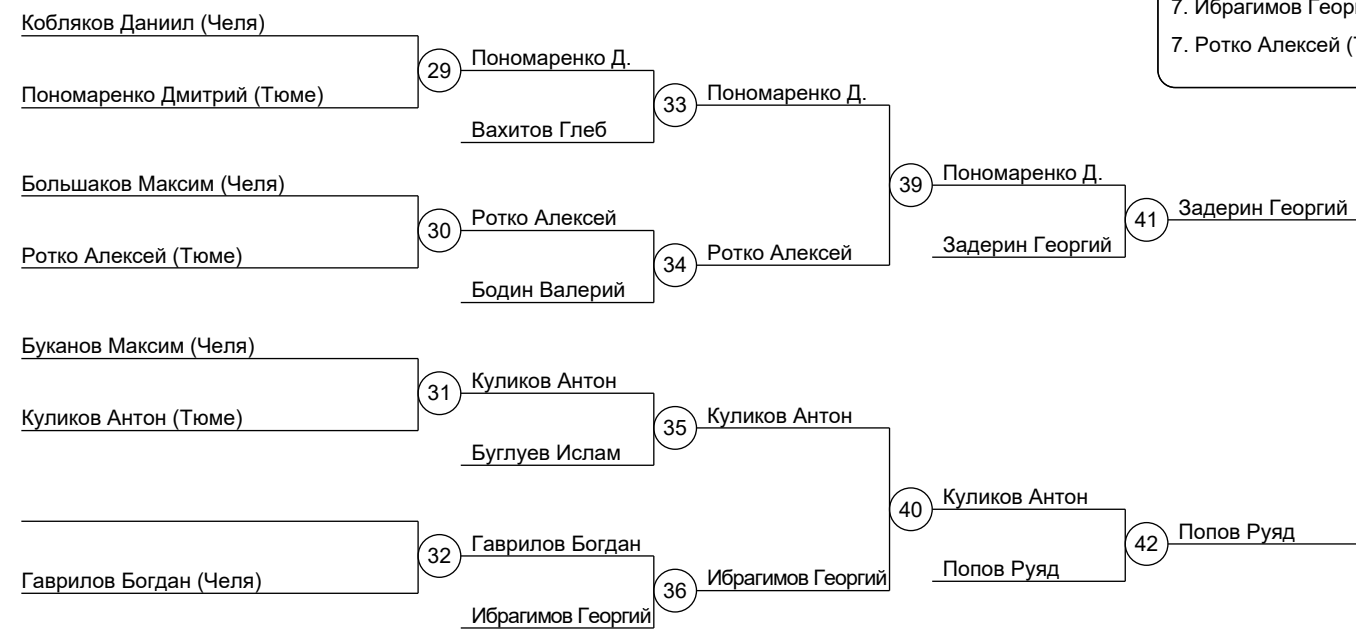 Кобляков Даниил (Челя)
29
Пономаренко Дмитрий (Тюме)
Пономаренко Д.
33
Вахитов Глеб
Пономаренко Д.
Большаков Максим (Челя)
30
Ротко Алексей (Тюме)
Ротко Алексей
34
Бодин Валерий
Ротко Алексей
39
Пономаренко Д.
41
Задерин Георгий
Задерин Георгий
Буканов Максим (Челя)
31
Куликов Антон (Тюме)
Куликов Антон
35
Буглуев Ислам
Куликов Антон
32
Гаврилов Богдан (Челя)
Гаврилов Богдан
36
Ибрагимов Георгий
Ибрагимов Георгий
40
Куликов Антон
42
Попов Руяд
Попов Руяд
7. Ибрагимов Геор
7. Ротко Алексей (